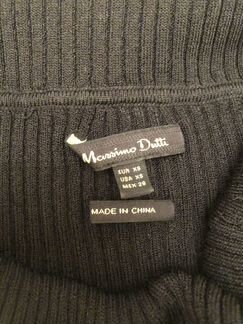 Massimo Dutti
EUR XS
USA XS
MEX 26
MADE IN CHINA